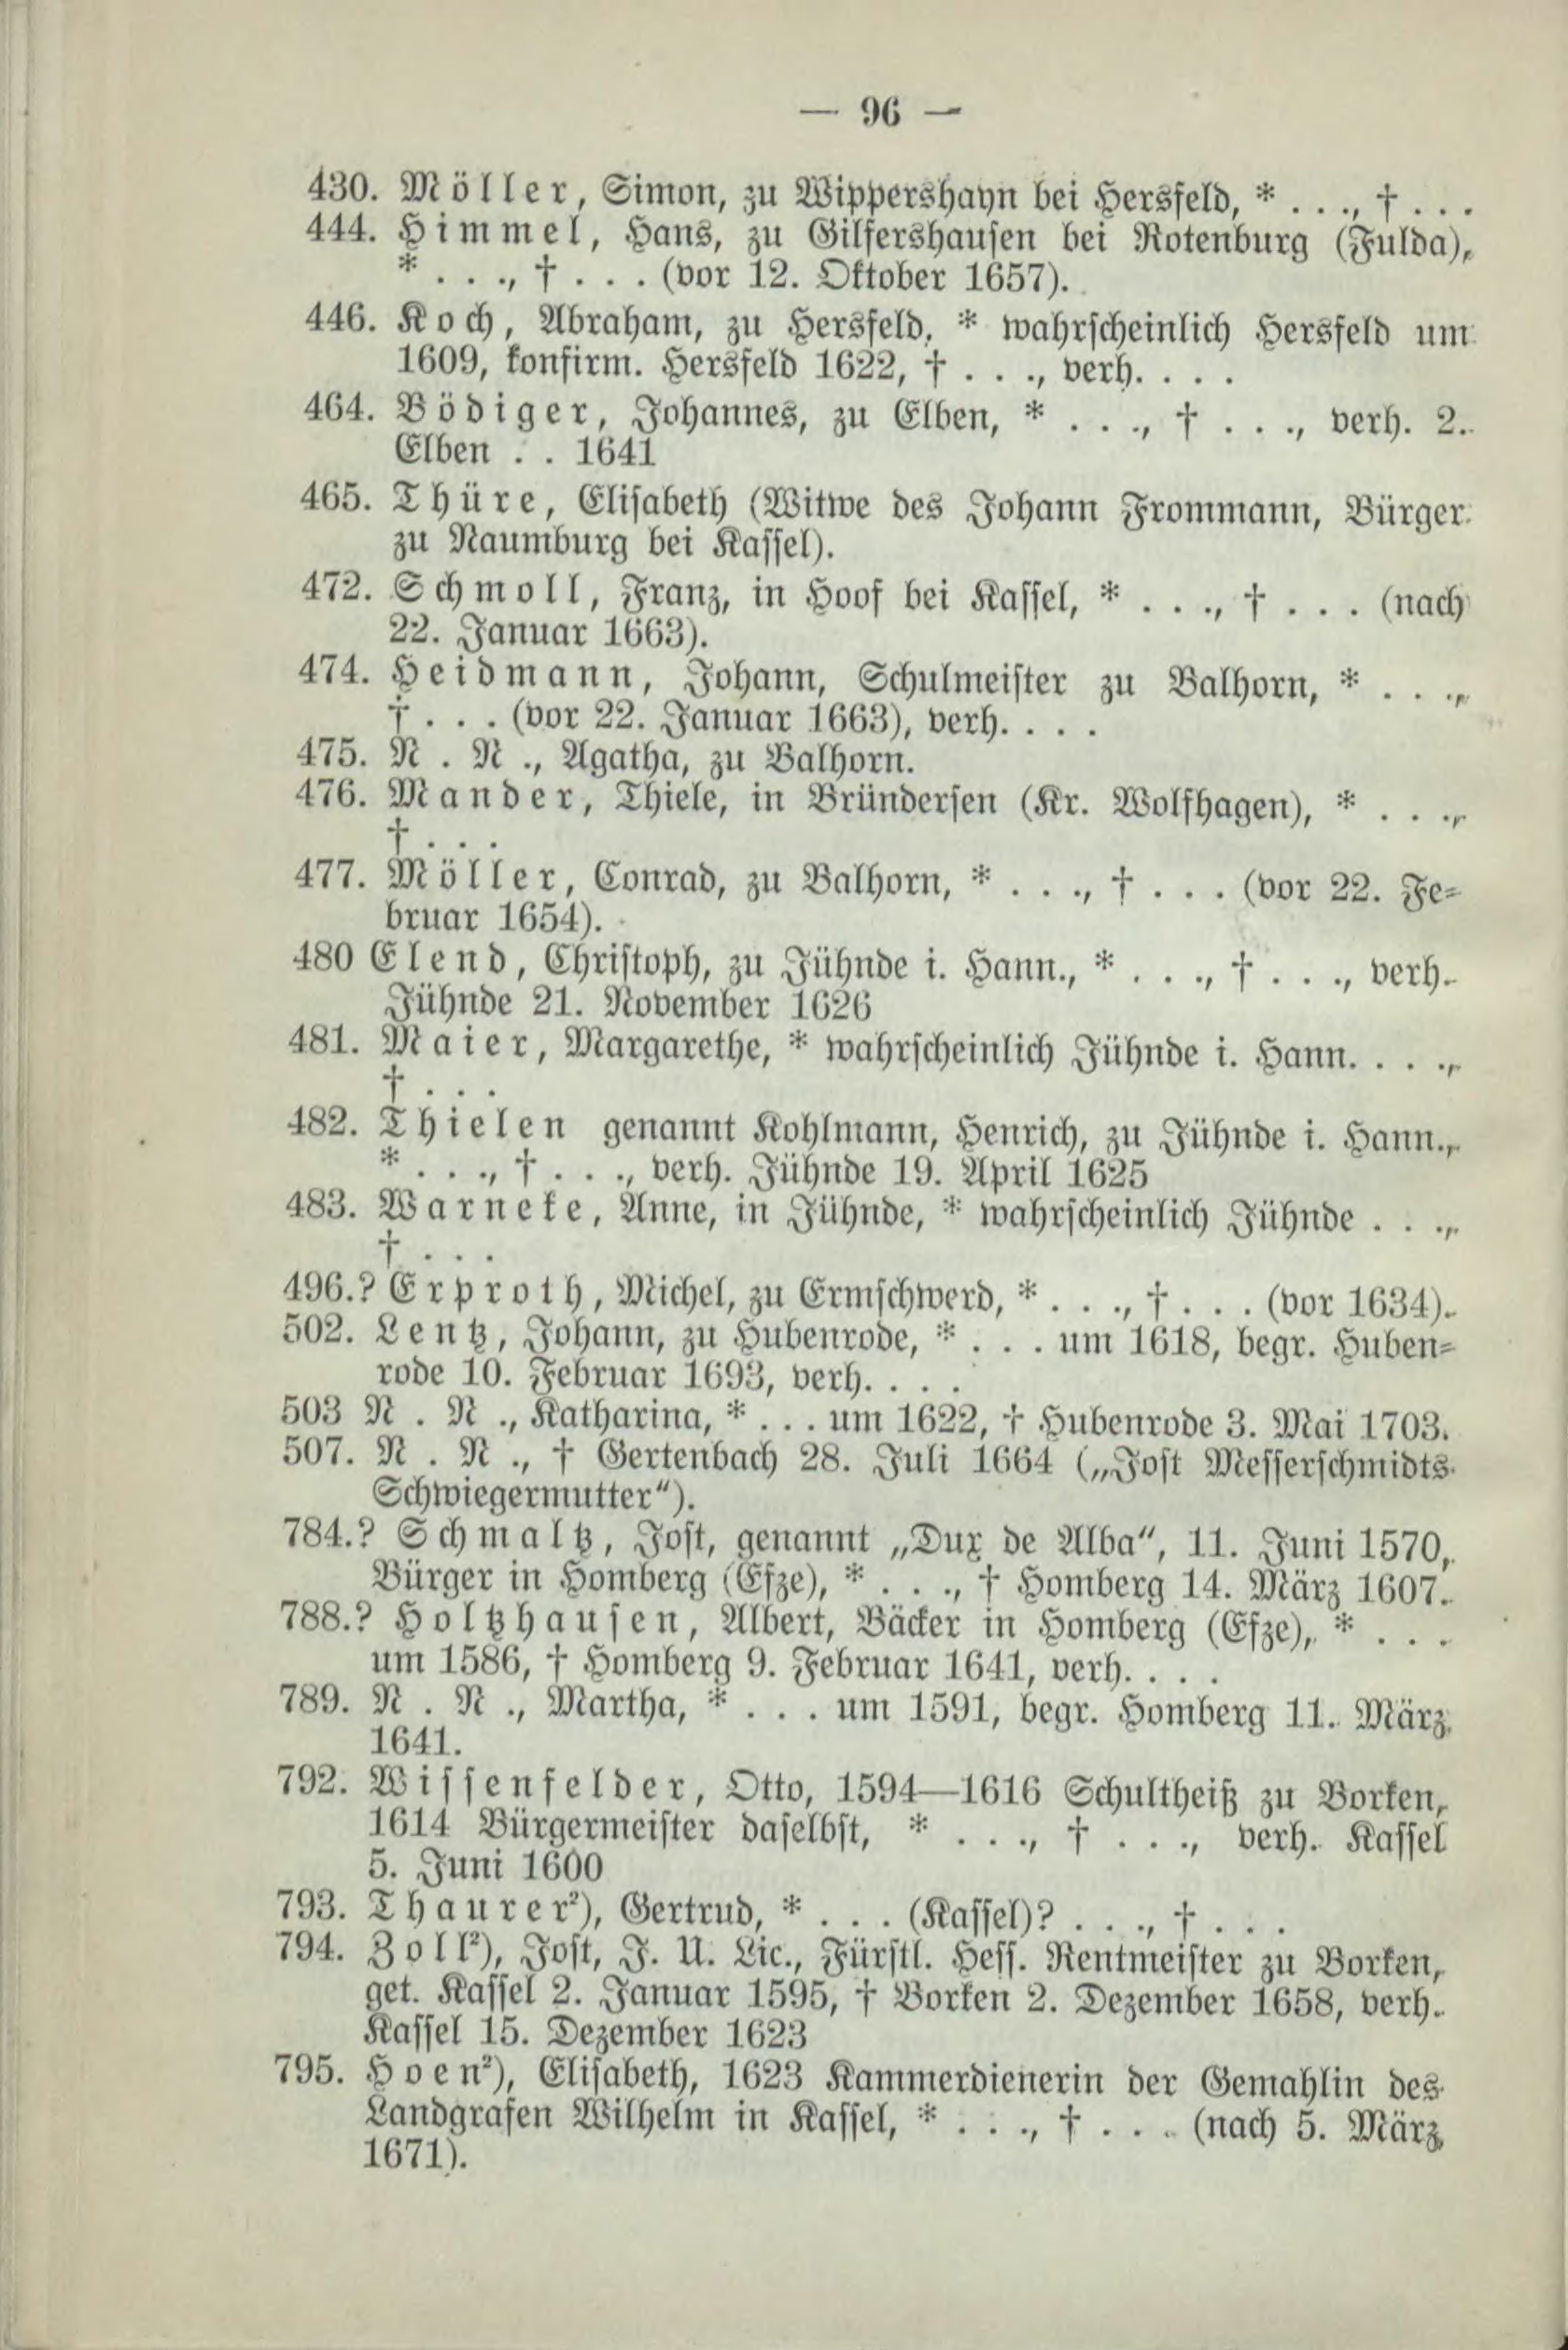 — 96 —
430. Möller, Simon, zu Wippershayn bei Hersfeld, * . . ., † . . .
444. Himmel, Hans, zu Gilfershausen bei Rotenburg (Fulda),
* . . ., † . . . (vor 12. Oktober 1657).
446. Koch, Abraham, zu Hersfeld, * wahrscheinlich Hersfeld um
1609, konfirm. Hersfeld 1622, † . . ., verh. . . .
464. Bödiger, Johannes, zu Elben, * . . ., † . . ., verh. 2.
Elben . . 1641
465. Thüre, Elisabeth (Witwe des Johann Frommann, Bürger
zu Naumburg bei Kassel).
472. Schmoll, Franz, in Hoof bei Kassel, * . . ., † . . . (nach
22. Januar 1663).
474. Heidmann, Johann, Schulmeister zu Balhorn, * . . .,
† . . . (vor 22. Januar 1663), verh. . . .
475. N. N., Agatha, zu Balhorn.
476. Mander, Thiele, in Bründersen (Kr. Wolfhagen), * . . .,
† . . .
477. Möller, Conrad, zu Balhorn, * . . ., † . . . (vor 22. Fe-
bruar 1654).
480 Elend, Christoph, zu Jühnde i. Hann., * . . ., † . . ., verh.
Jühnde 21. November 1626
481. Maier, Margarethe, * wahrscheinlich Jühnde i. Hann. . . .,
† . . .
482. Thielen genannt Kohlmann, Henrich, zu Jühnde i. Hann.,
* . . ., † . . ., verh. Jühnde 19. April 1625
483. Warneke, Anne, in Jühnde, * wahrscheinlich Jühnde . . .,
† . . .
496.? Erproth, Michel, zu Ermschwerd, * . . ., † . . . (vor 1634).
502. Lentz, Johann, zu Hubenrode, * . . . um 1618, begr. Huben-
rode 10. Februar 1693, verh. . . .
503 N. N., Katharina, * . . . um 1622, † Hubenrode 3. Mai 1703.
507. N. N., † Gertenbach 28. Juli 1664 („Jost Messerschmidts
Schwiegermutter“).
784.? Schmaltz, Jost, genannt „Dux de Alba“, 11. Juni 1570,
Bürger in Homberg (Efze), * . . ., † Homberg 14. März 1607.
788.? Holtzhausen, Albert, Bäcker in Homberg (Efze), * . . .
um 1586, † Homberg 9. Februar 1641, verh. . . .
789. N. N., Martha, * . . . um 1591, begr. Homberg 11. März
1641.
792. Wissenfelder, Otto, 1594—1616 Schultheiß zu Borken,
1614 Bürgermeister daselbst, * . . ., † . . ., verh. Kassel
5. Juni 1600
793. Thaurer²), Gertrud, * . . . (Kassel)? . . ., † . . .
794. Zoll²), Jost, J. U. Lic., Fürstl. Hess. Rentmeister zu Borken,
get. Kassel 2. Januar 1595, † Borken 2. Dezember 1658, verh.
Kassel 15. Dezember 1623
795. Hoen²), Elisabeth, 1623 Kammerdienerin der Gemahlin des
Landgrafen Wilhelm in Kassel, * . . ., † . . . (nach 5. März
1671).